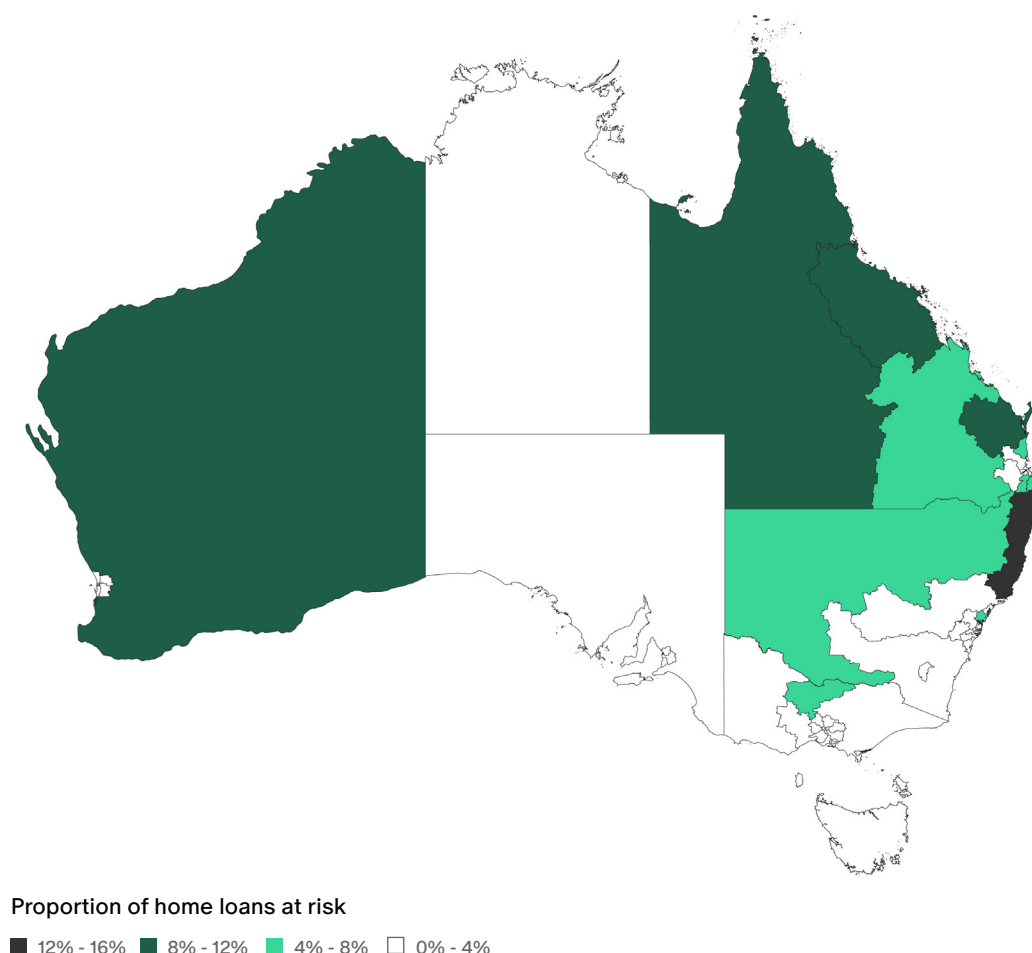 Proportion of home loans at risk
12% - 16% 8% - 12% 4% - 8% 0% - 4%